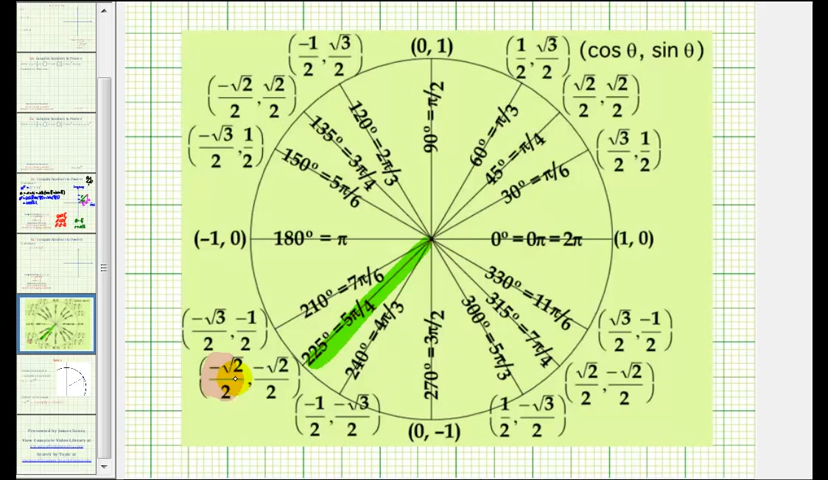 (cos θ, sin θ)
(0, 1)
(1/2, √3/2)
(√2/2, √2/2)
(√3/2, 1/2)
(1, 0)
(√3/2, −1/2)
(√2/2, −√2/2)
(1/2, −√3/2)
(0, −1)
(−1/2, −√3/2)
(−√2/2, −√2/2)
(−√3/2, −1/2)
(−1, 0)
(−√3/2, 1/2)
(−√2/2, √2/2)
(−1/2, √3/2)
0° = 0π = 2π
30° = π/6
45° = π/4
60° = π/3
90° = π/2
120° = 2π/3
135° = 3π/4
150° = 5π/6
180° = π
210° = 7π/6
225° = 5π/4
240° = 4π/3
270° = 3π/2
300° = 5π/3
315° = 7π/4
330° = 11π/6